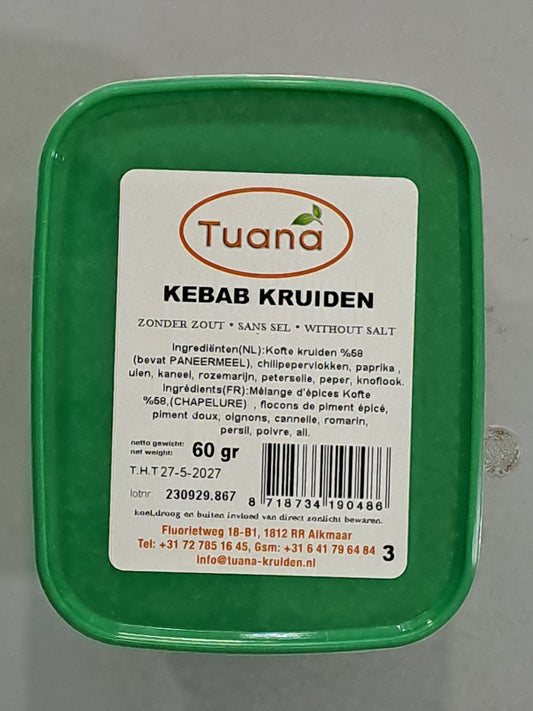 Tuana
KEBAB KRUIDEN
ZONDER ZOUT • SANS SEL • WITHOUT SALT
Ingrediënten(NL):Kofte kruiden %58
(bevat PANEERMEEL), chilipepervlokken, paprika ,
uien, kaneel, rozemarijn, peterselie, peper, knoflook.
Ingrédients(FR):Mélange d'épices Kofte
%58,(CHAPELURE) , flocons de piment épicé,
piment doux, oignons, cannelle, romarin,
persil, poivre, ail.
netto gewicht:
net weight: 60 gr
T.H.T 27-5-2027
lotnr 230929.867
8 718734 190486
koel,droog en buiten invloed van direct zonlicht bewaren.
Fluorietweg 18-B1, 1812 RR Alkmaar
Tel: +31 72 785 16 45, Gsm: +31 6 41 79 64 84 3
info@tuana-kruiden.nl